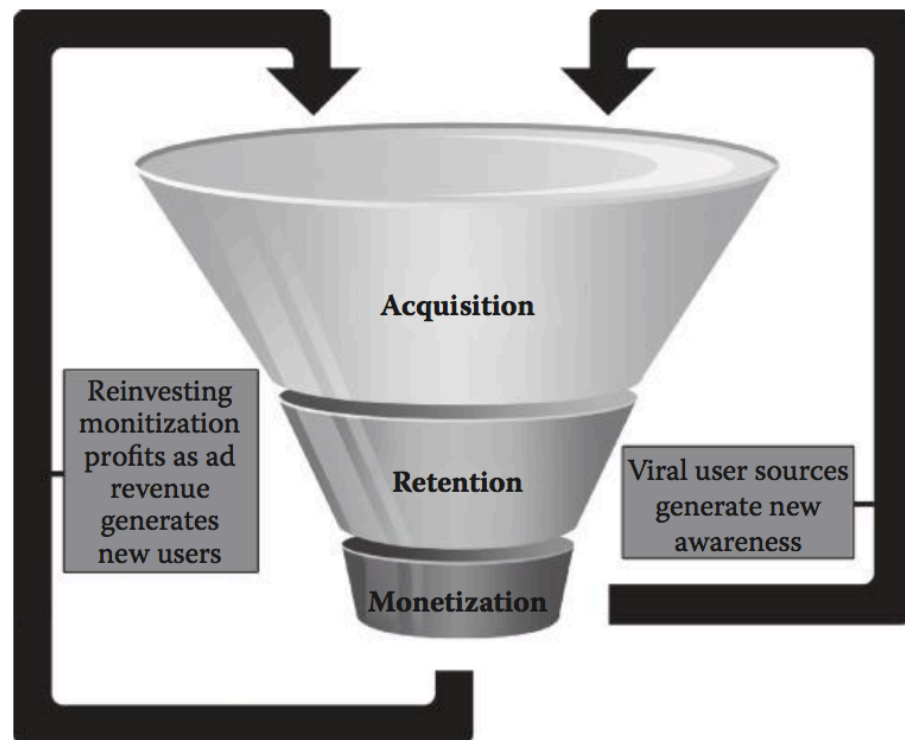 Acquisition
Reinvesting
monitization
profits as ad
revenue
generates
new users
Retention
Viral user sources
generate new
awareness
Monetization